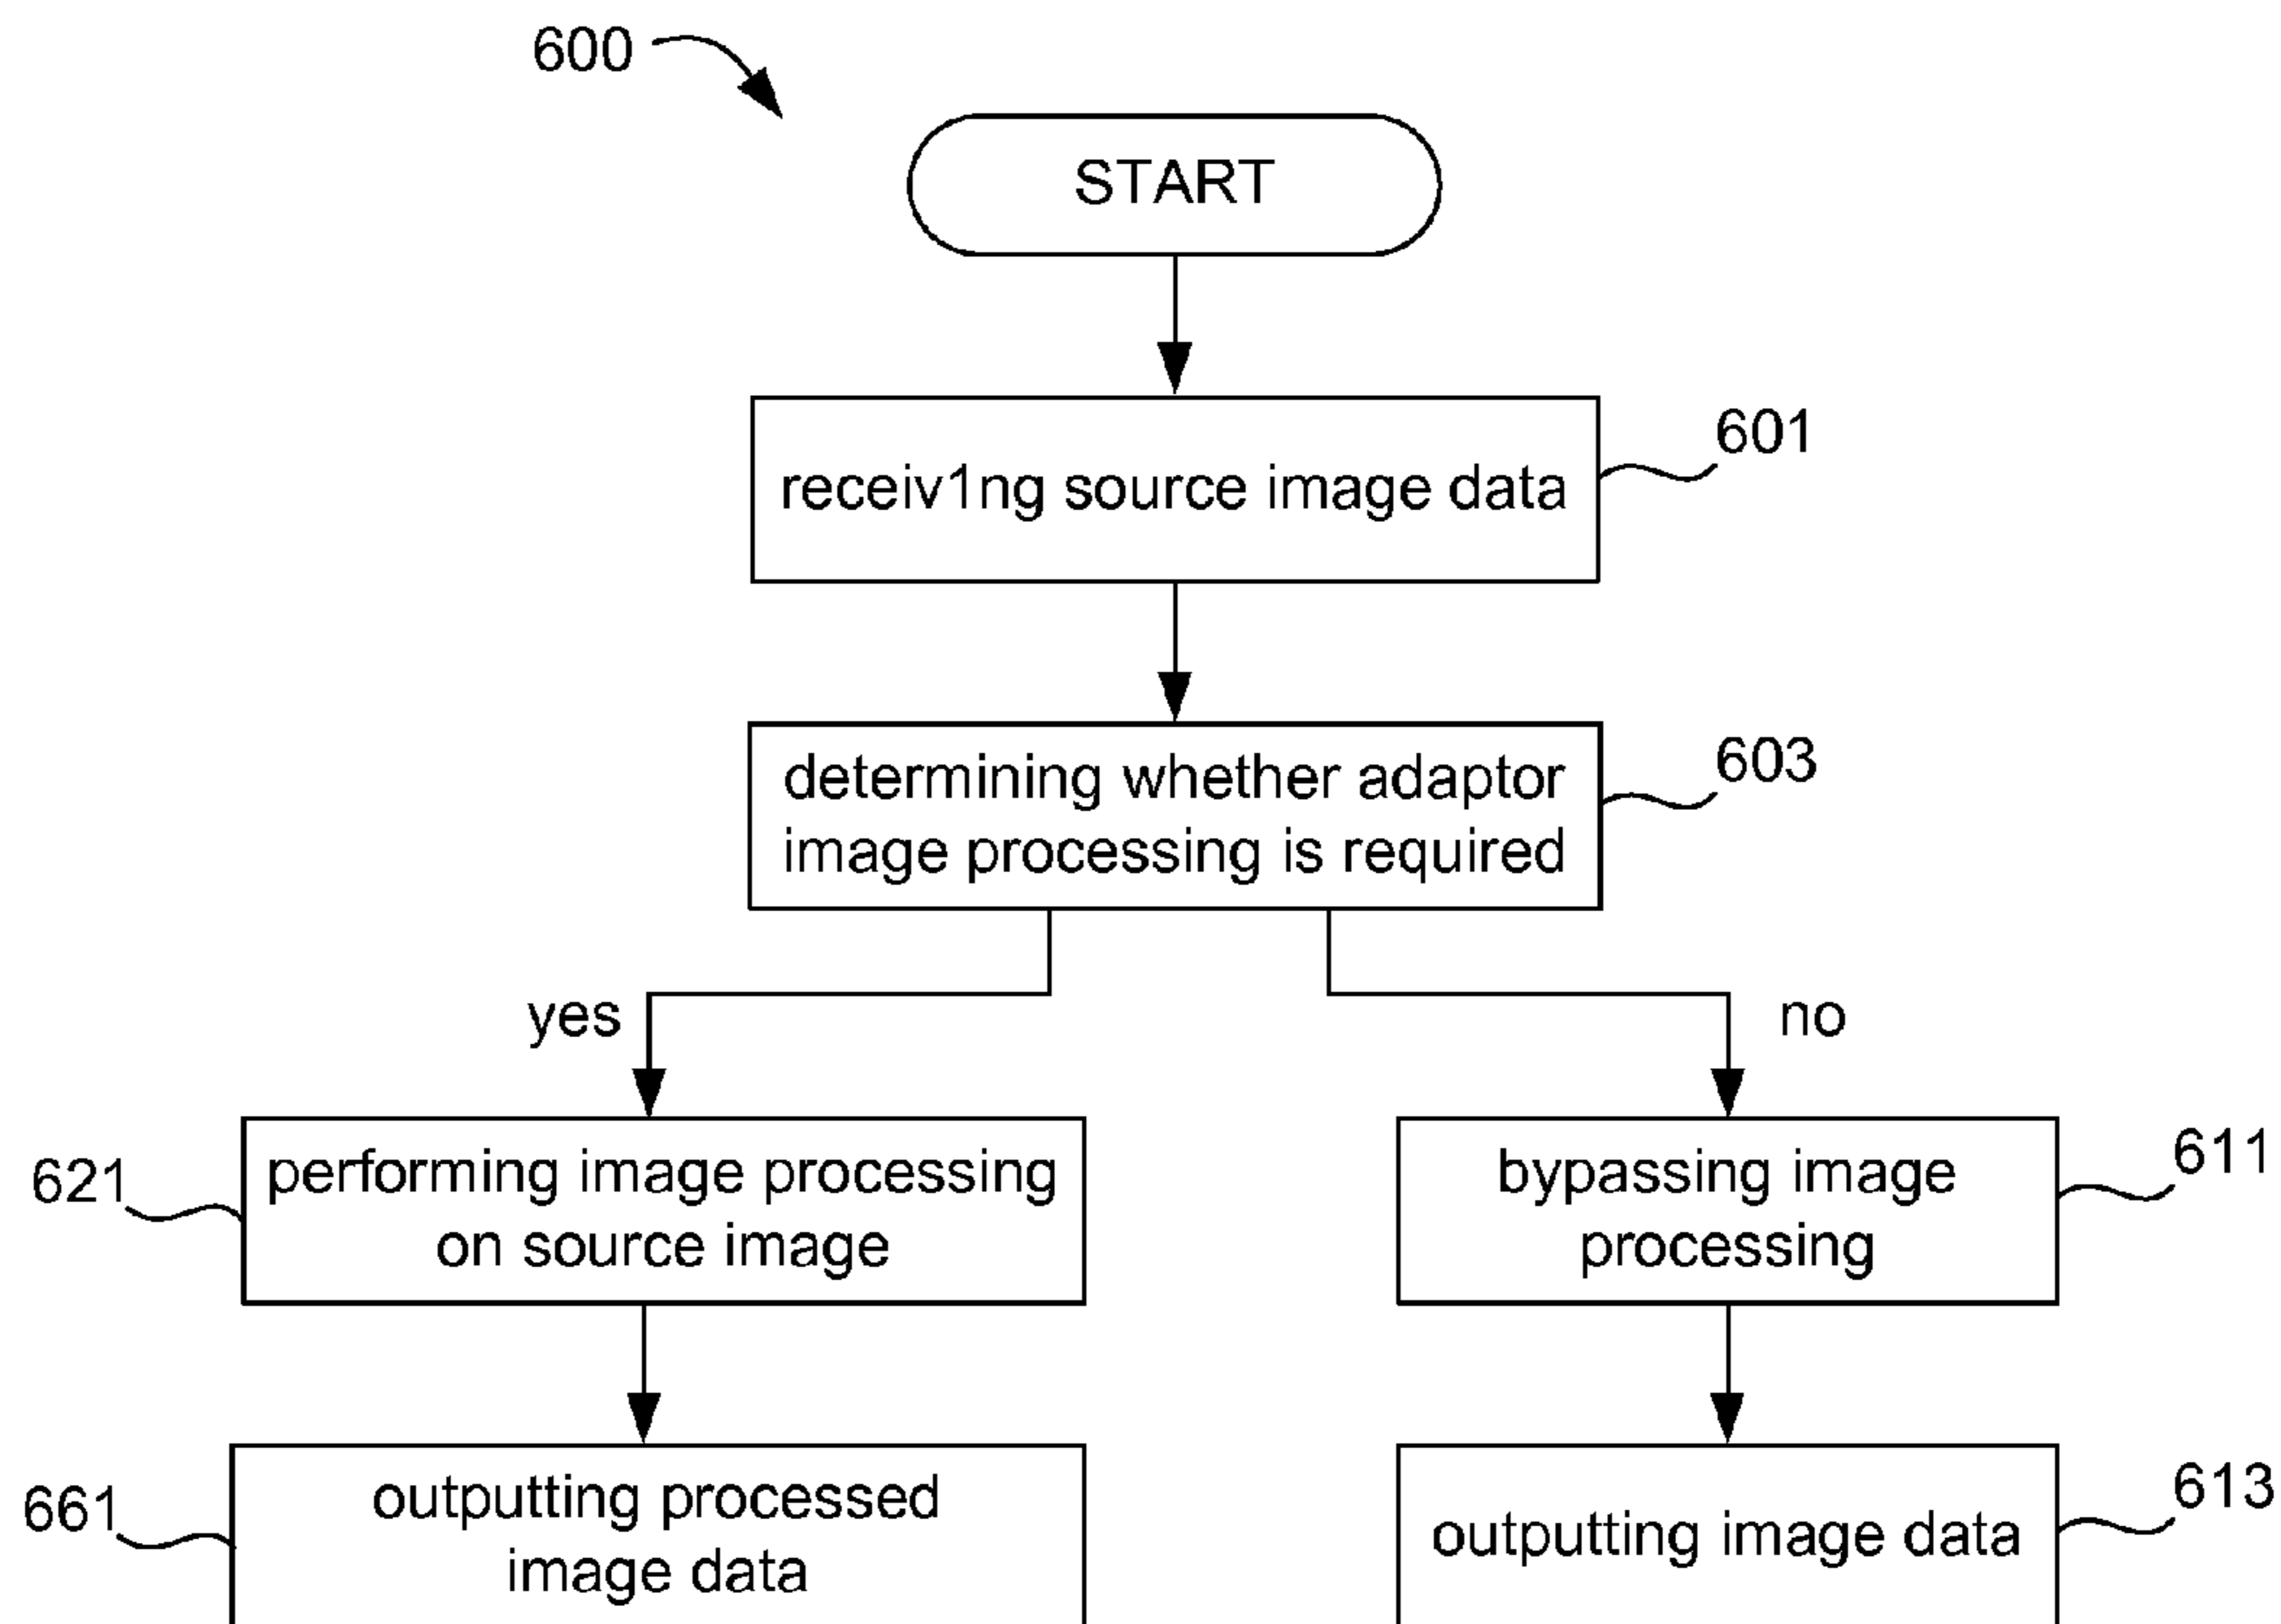 600
START
receiv1ng source image data
601
determining whether adaptor
image processing is required
603
yes
no
621
performing image processing
on source image
bypassing image
processing
611
661
outputting processed
image data
outputting image data
613